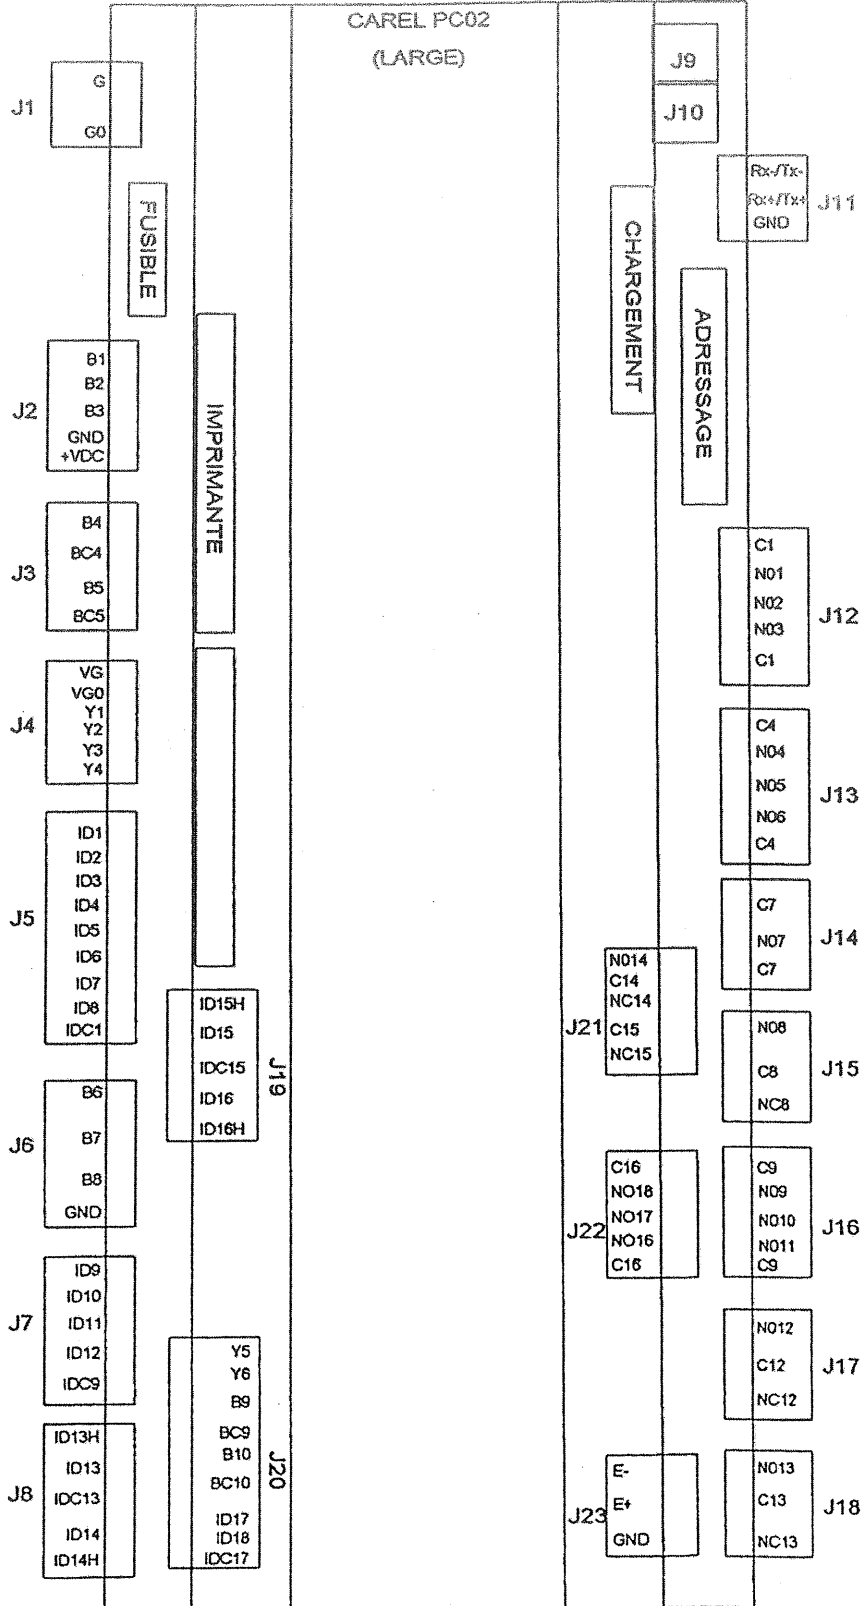 CAREL PC02
(LARGE)
J1
G
G0
FUSIBLE
J2
B1
B2
B3
GND
+VDC
IMPRIMANTE
J3
B4
BC4
B5
BC5
J4
VG
VG0
Y1
Y2
Y3
Y4
J5
ID1
ID2
ID3
ID4
ID5
ID6
ID7
ID8
IDC1
J19
ID15H
ID15
IDC15
ID16
ID16H
J6
B6
B7
B8
GND
J7
ID9
ID10
ID11
ID12
IDC9
J8
ID13H
ID13
IDC13
ID14
ID14H
J20
Y5
Y6
B9
BC9
B10
BC10
ID17
ID18
IDC17
J9
J10
Rx-/Tx-
Rx+/Tx+
GND
J11
CHARGEMENT
ADRESSAGE
C1
N01
N02
N03
C1
J12
C4
N04
N05
N06
C4
J13
C7
N07
C7
J14
J21
N014
C14
NC14
C15
NC15
N08
C8
NC8
J15
J22
C16
NO18
NO17
NO16
C16
C9
N09
N010
N011
C9
J16
N012
C12
NC12
J17
J23
E-
E+
GND
N013
C13
NC13
J18